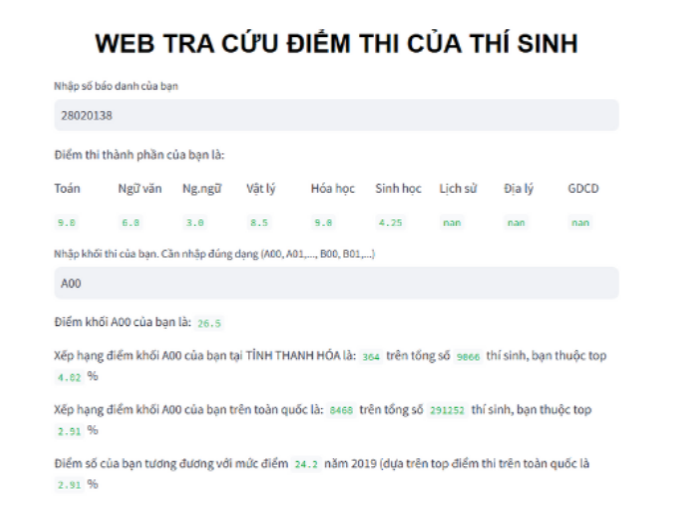 WEB TRA CỨU ĐIỂM THI CỦA THÍ SINH
Nhập số báo danh của bạn
28020138
Điểm thi thành phần của bạn là:
Toán Ngữ văn Ng.ngữ Vật lý Hóa học Sinh học Lịch sử Địa lý GDCD
9.0 6.8 3.0 8.5 9.0 4.25 nan nan nan
Nhập khối thi của bạn. Cần nhập đúng dạng (A00, A01,..., B00, B01,...)
A00
Điểm khối A00 của bạn là: 26.5
Xếp hạng điểm khối A00 của bạn tại TỈNH THANH HÓA là: 364 trên tổng số 9066 thí sinh, bạn thuộc top
4.02 %
Xếp hạng điểm khối A00 của bạn trên toàn quốc là: 8468 trên tổng số 291252 thí sinh, bạn thuộc top
2.91 %
Điểm số của bạn tương đương với mức điểm 24.2 năm 2019 (dựa trên top điểm thi trên toàn quốc là
2.91 %